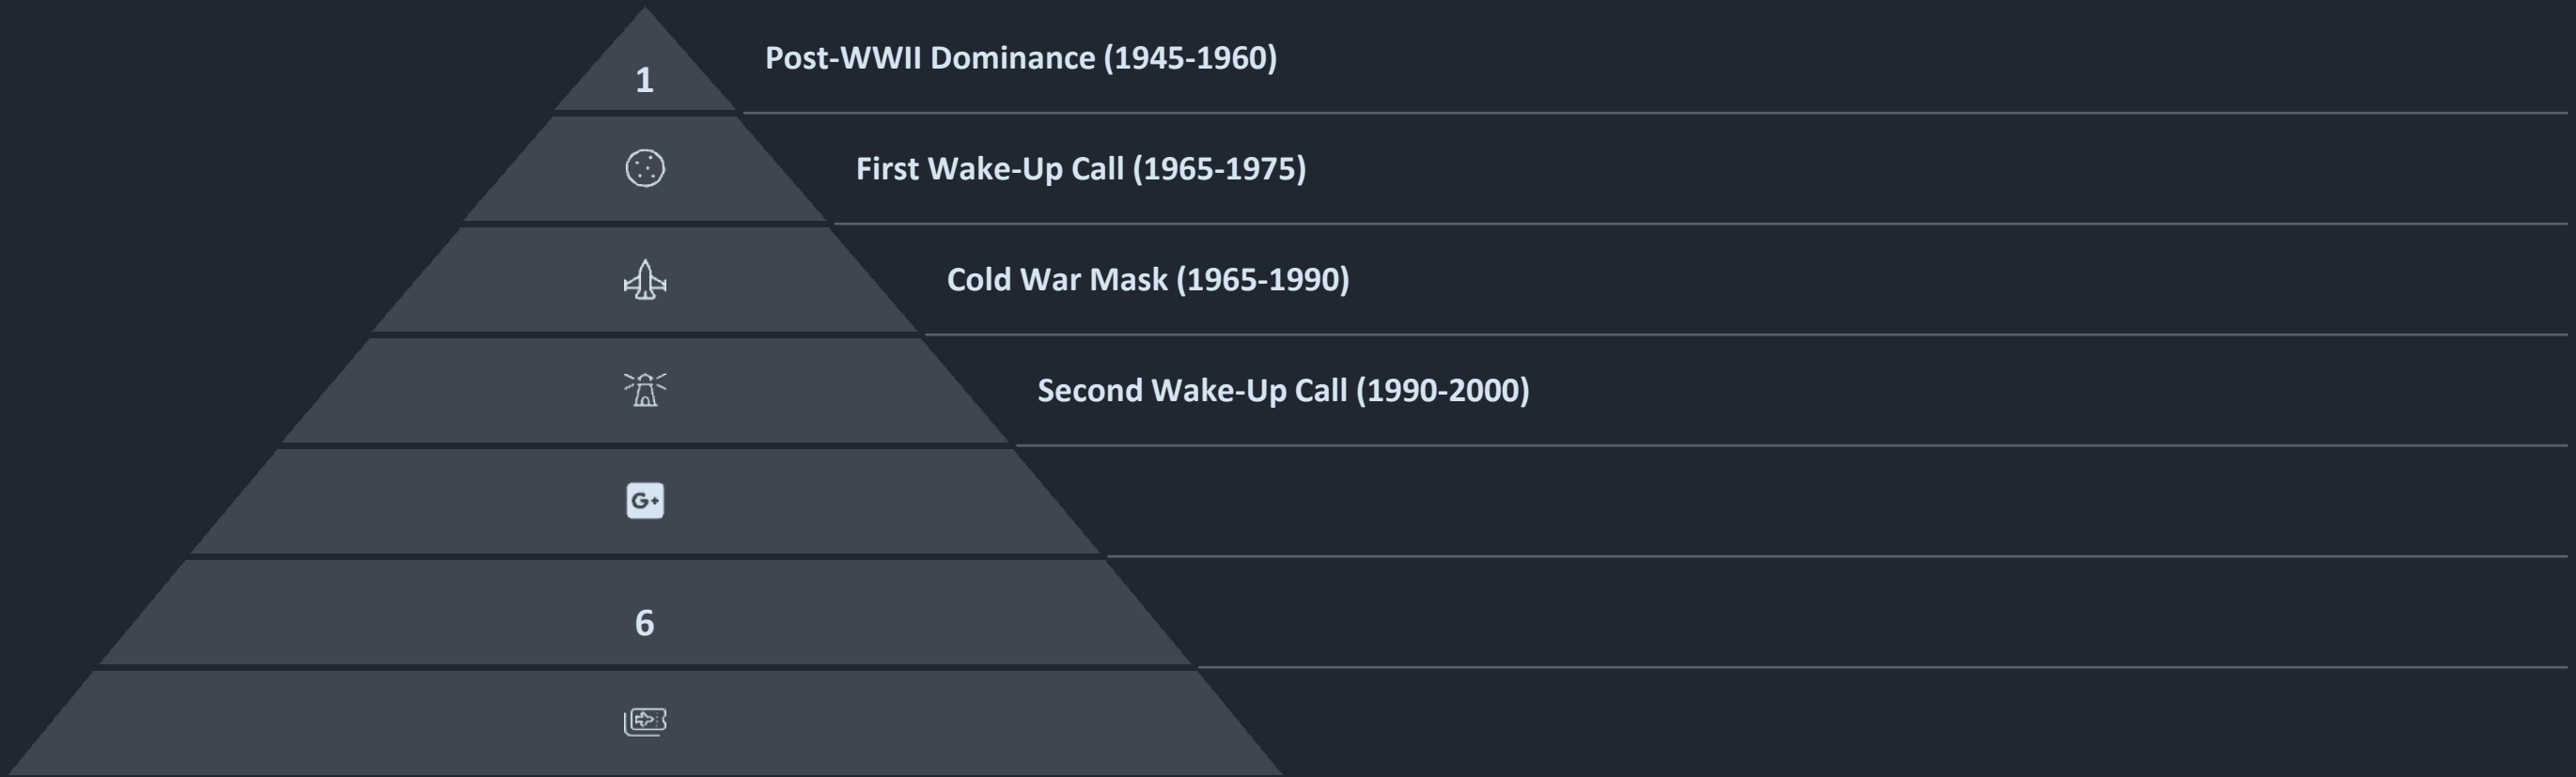 1
Post-WWII Dominance (1945-1960)
First Wake-Up Call (1965-1975)
Cold War Mask (1965-1990)
Second Wake-Up Call (1990-2000)
G+
6